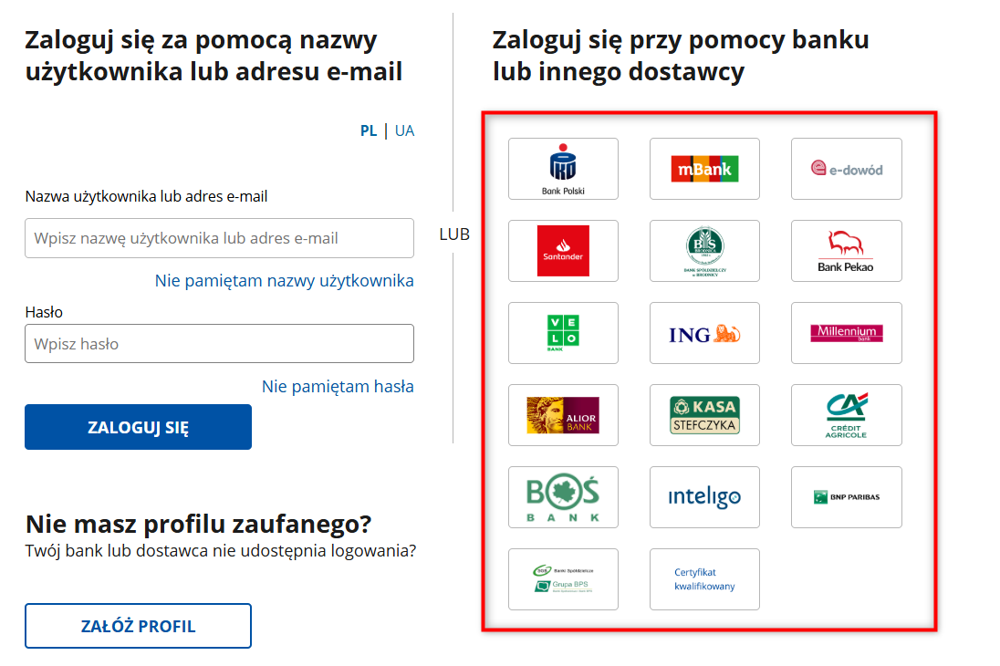 Zaloguj się za pomocą nazwy
użytkownika lub adresu e-mail
PL | UA
Nazwa użytkownika lub adres e-mail
Wpisz nazwę użytkownika lub adres e-mail
Nie pamiętam nazwy użytkownika
Hasło
Wpisz hasło
Nie pamiętam hasła
ZALOGUJ SIĘ
Nie masz profilu zaufanego?
Twój bank lub dostawca nie udostępnia logowania?
ZAŁÓŻ PROFIL
LUB
Zaloguj się przy pomocy banku
lub innego dostawcy
PKO
Bank Polski
mBank
e-dowód
Santander
BS
BRODNICA
BANK SPÓŁDZIELCZY
w BRODNICY
Bank Pekao
VE
LO
BANK
ING
Millennium
bank
ALIOR
BANK
KASA
STEFCZYKA
CA
CRÉDIT
AGRICOLE
BOŚ
BANK
inteligo
BNP PARIBAS
SGB
Banki Spółdzielcze
Grupa BPS
Certyfikat
kwalifikowany